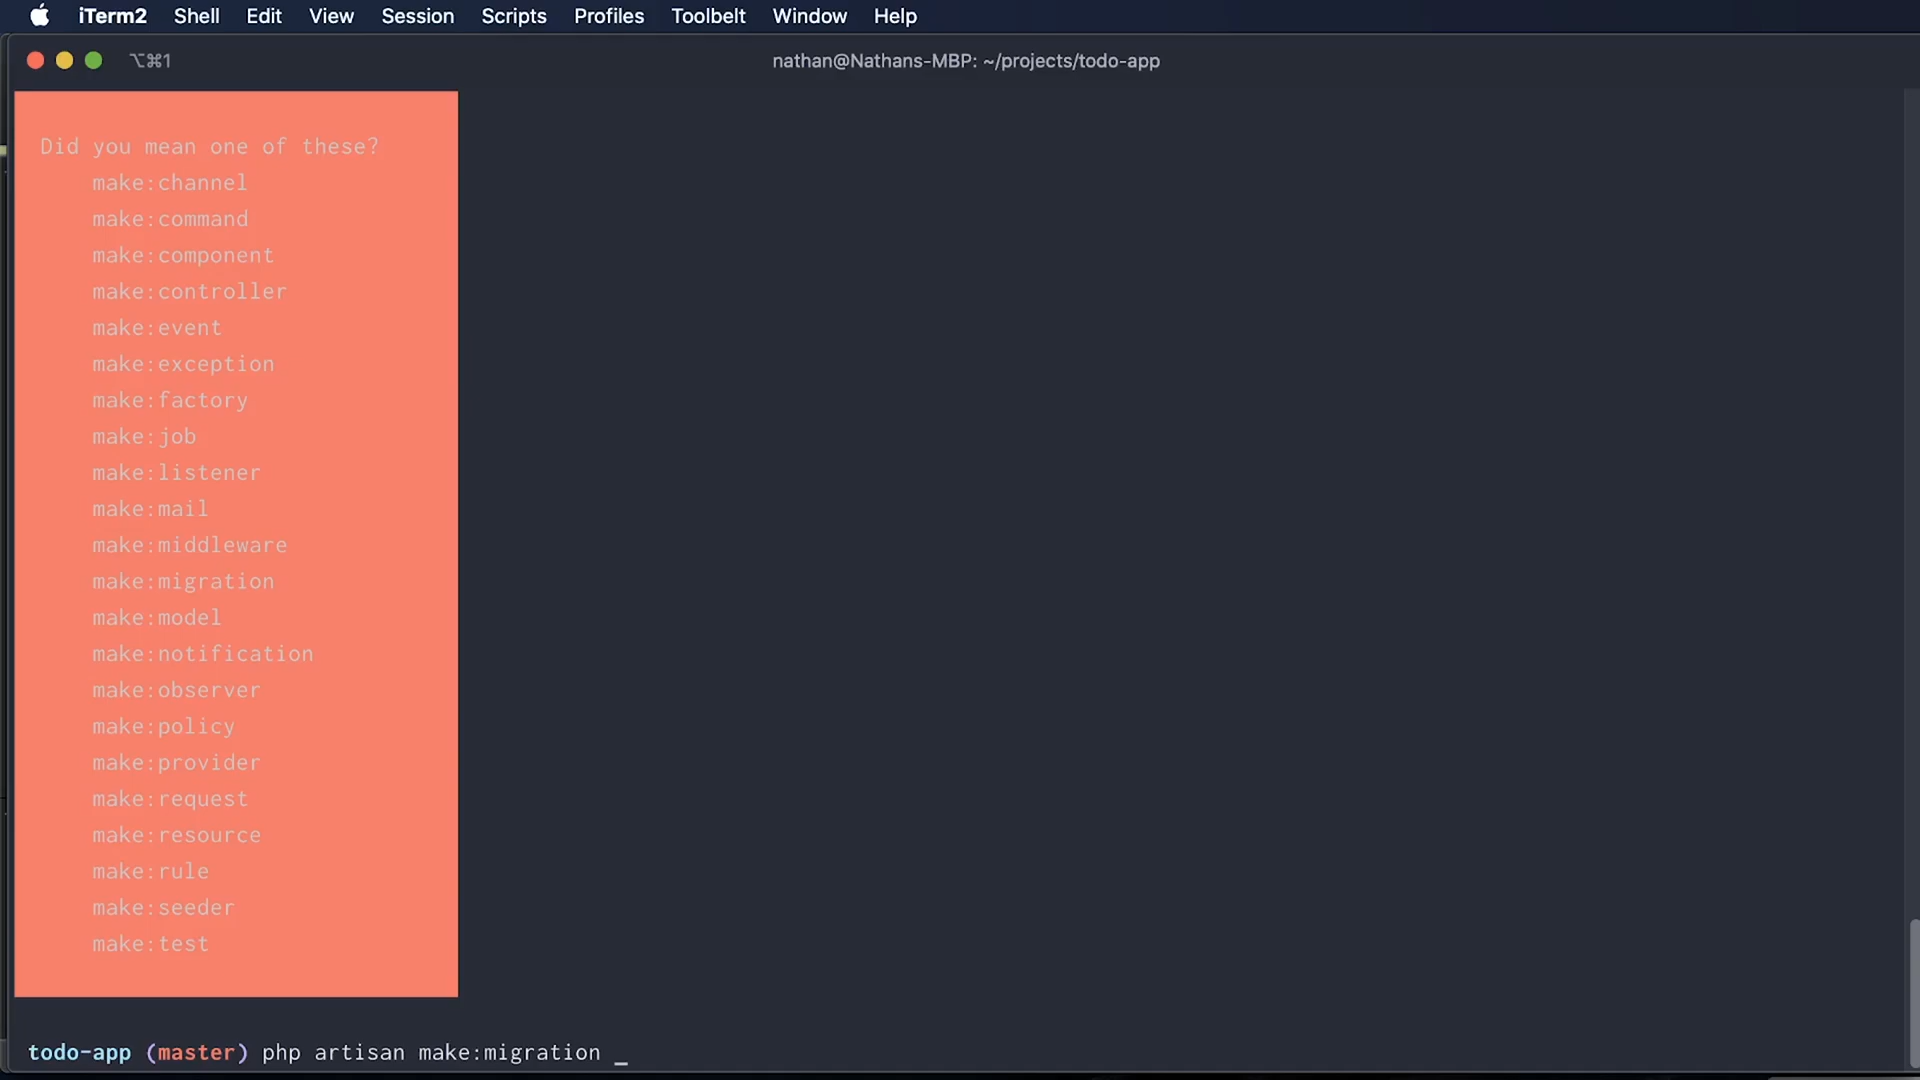 iTerm2 Shell Edit View Session Scripts Profiles Toolbelt Window Help
⌥⌘1 nathan@Nathans-MBP: ~/projects/todo-app
Did you mean one of these?
make:channel
make:command
make:component
make:controller
make:event
make:exception
make:factory
make:job
make:listener
make:mail
make:middleware
make:migration
make:model
make:notification
make:observer
make:policy
make:provider
make:request
make:resource
make:rule
make:seeder
make:test
todo-app (master) php artisan make:migration _